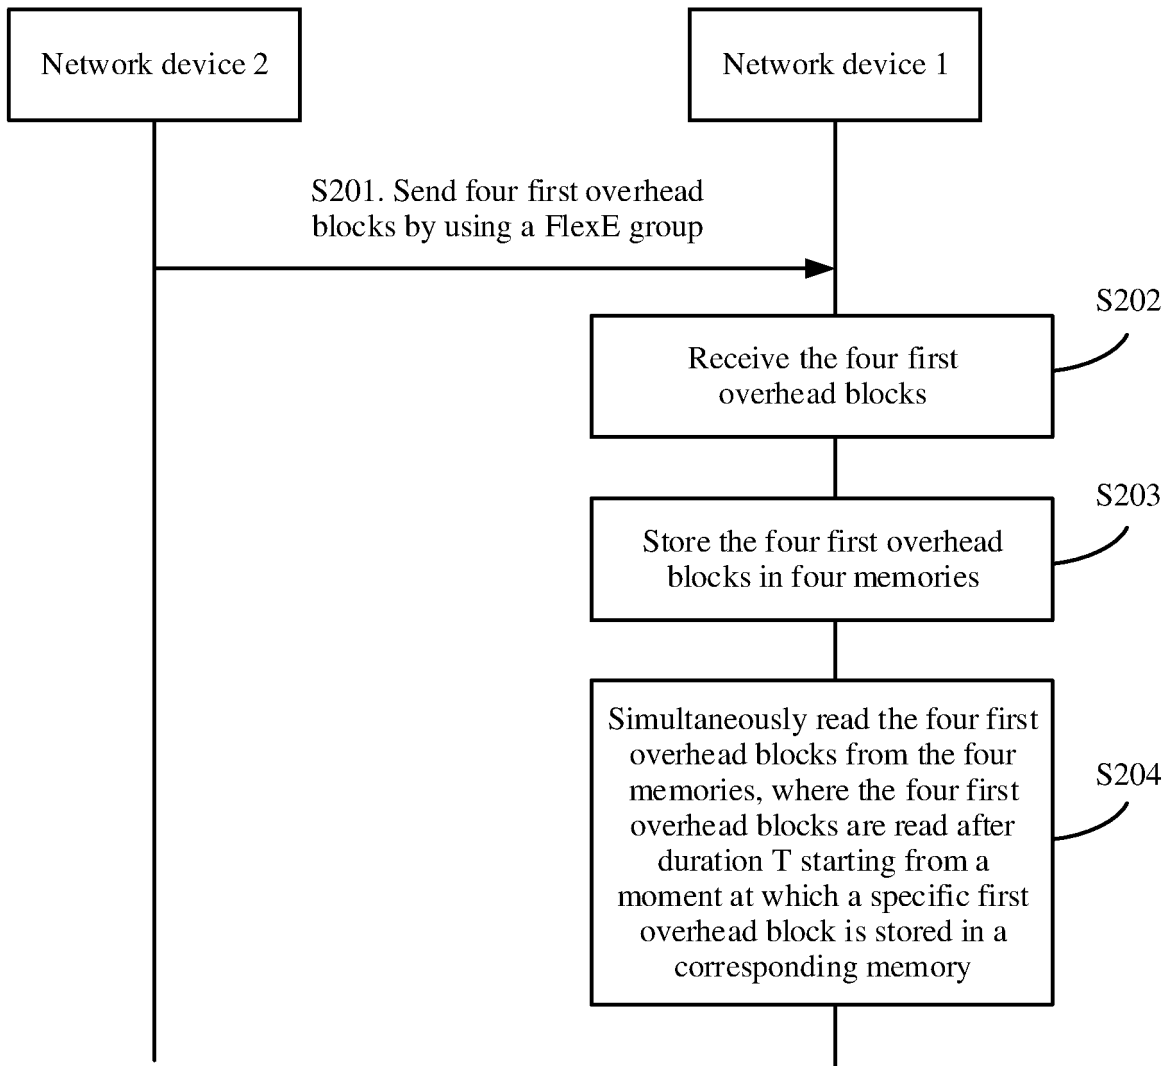 Network device 2
Network device 1
S201. Send four first overhead
blocks by using a FlexE group
S202
Receive the four first
overhead blocks
S203
Store the four first overhead
blocks in four memories
S204
Simultaneously read the four first
overhead blocks from the four
memories, where the four first
overhead blocks are read after
duration T starting from a
moment at which a specific first
overhead block is stored in a
corresponding memory